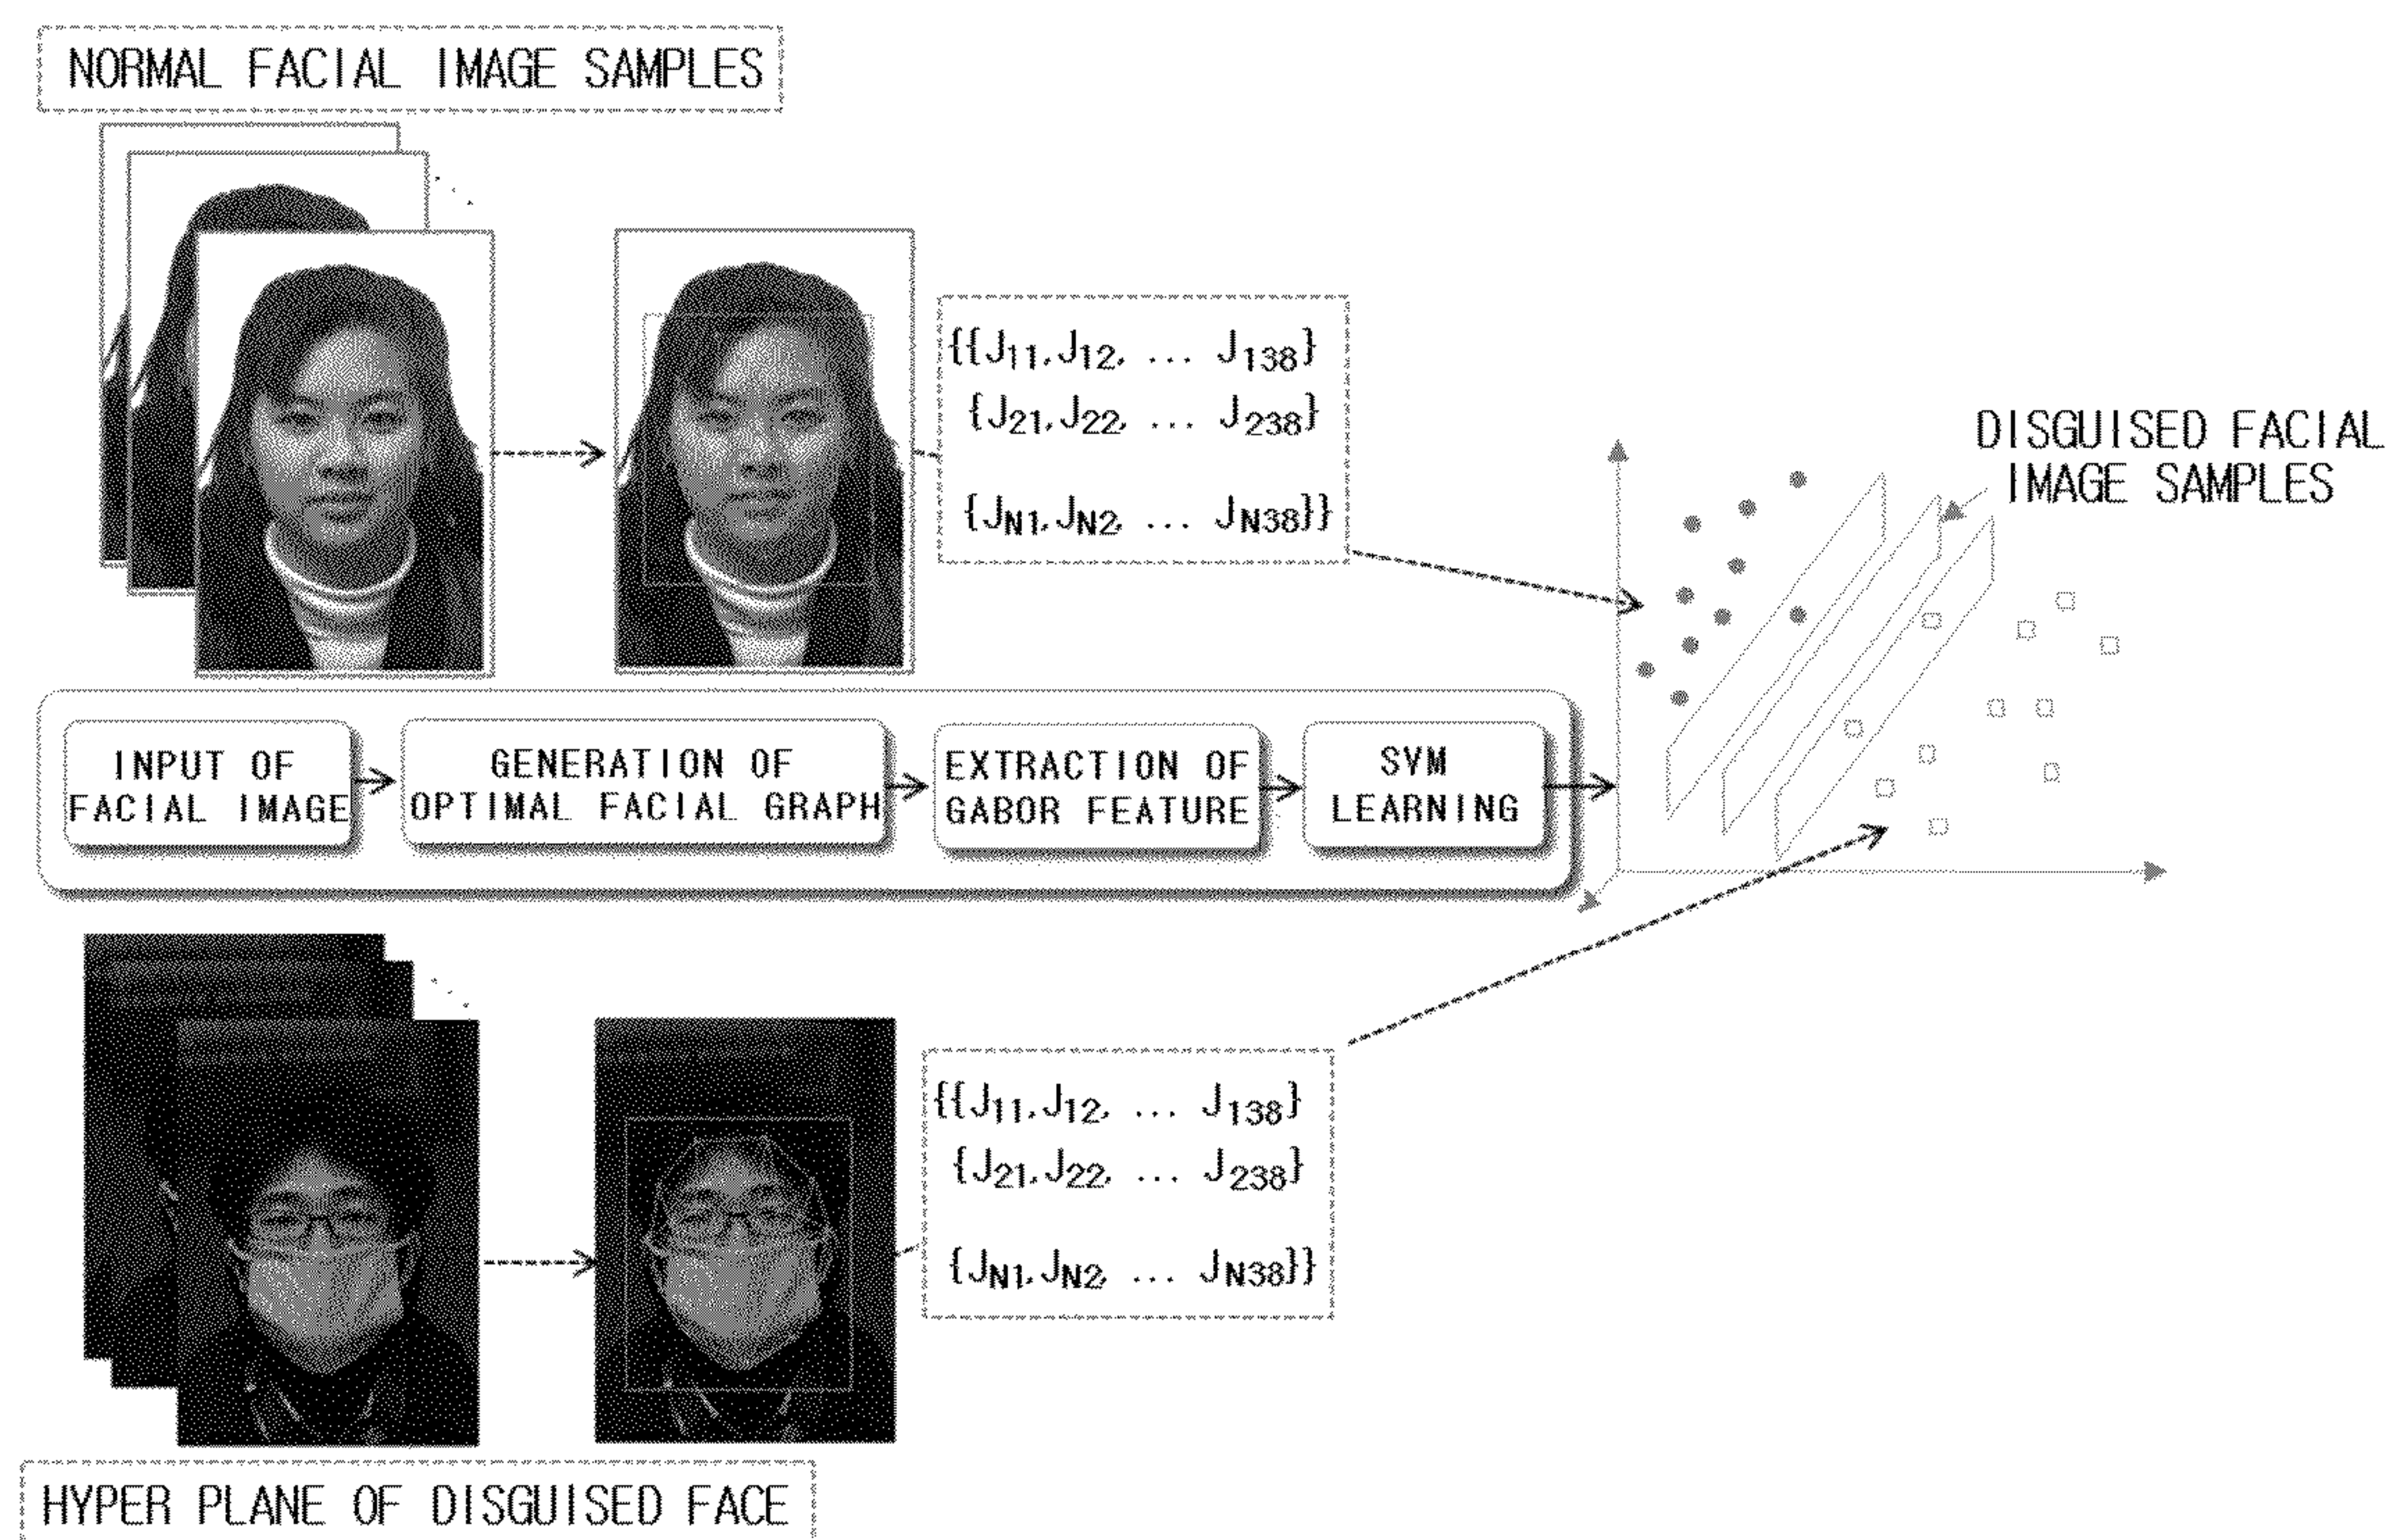 NORMAL FACIAL IMAGE SAMPLES
{{J11,J12, ... J138}
{J21,J22, ... J238}
{JN1,JN2, ... JN38}}
DISGUISED FACIAL
IMAGE SAMPLES
INPUT OF
FACIAL IMAGE
GENERATION OF
OPTIMAL FACIAL GRAPH
EXTRACTION OF
GABOR FEATURE
SVM
LEARNING
{{J11,J12, ... J138}
{J21,J22, ... J238}
{JN1,JN2, ... JN38}}
HYPER PLANE OF DISGUISED FACE